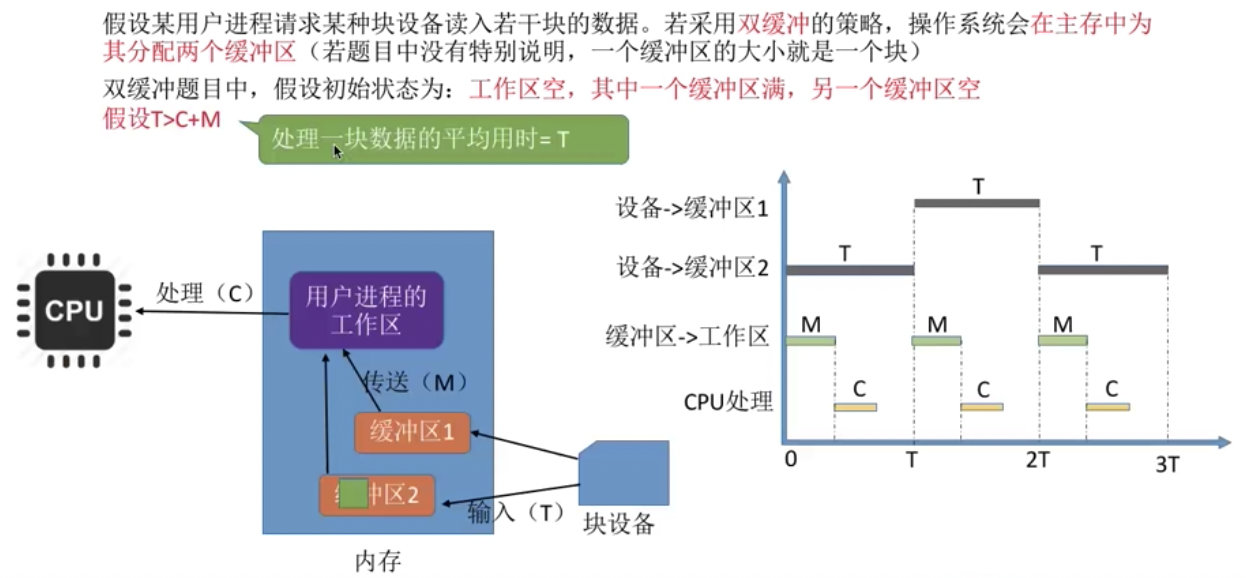 假设某用户进程请求某种块设备读入若干块的数据。若采用双缓冲的策略，操作系统会在主存中为
其分配两个缓冲区（若题目中没有特别说明，一个缓冲区的大小就是一个块）
双缓冲题目中，假设初始状态为：工作区空，其中一个缓冲区满，另一个缓冲区空
假设T>C+M
处理一块数据的平均用时= T
T
设备->缓冲区1
T
T
设备->缓冲区2
M
M
M
缓冲区->工作区
C
C
C
CPU处理
0
T
2T
3T
CPU
处理（C）
用户进程的
工作区
传送（M）
缓冲区1
冲区2
输入（T）
块设备
内存